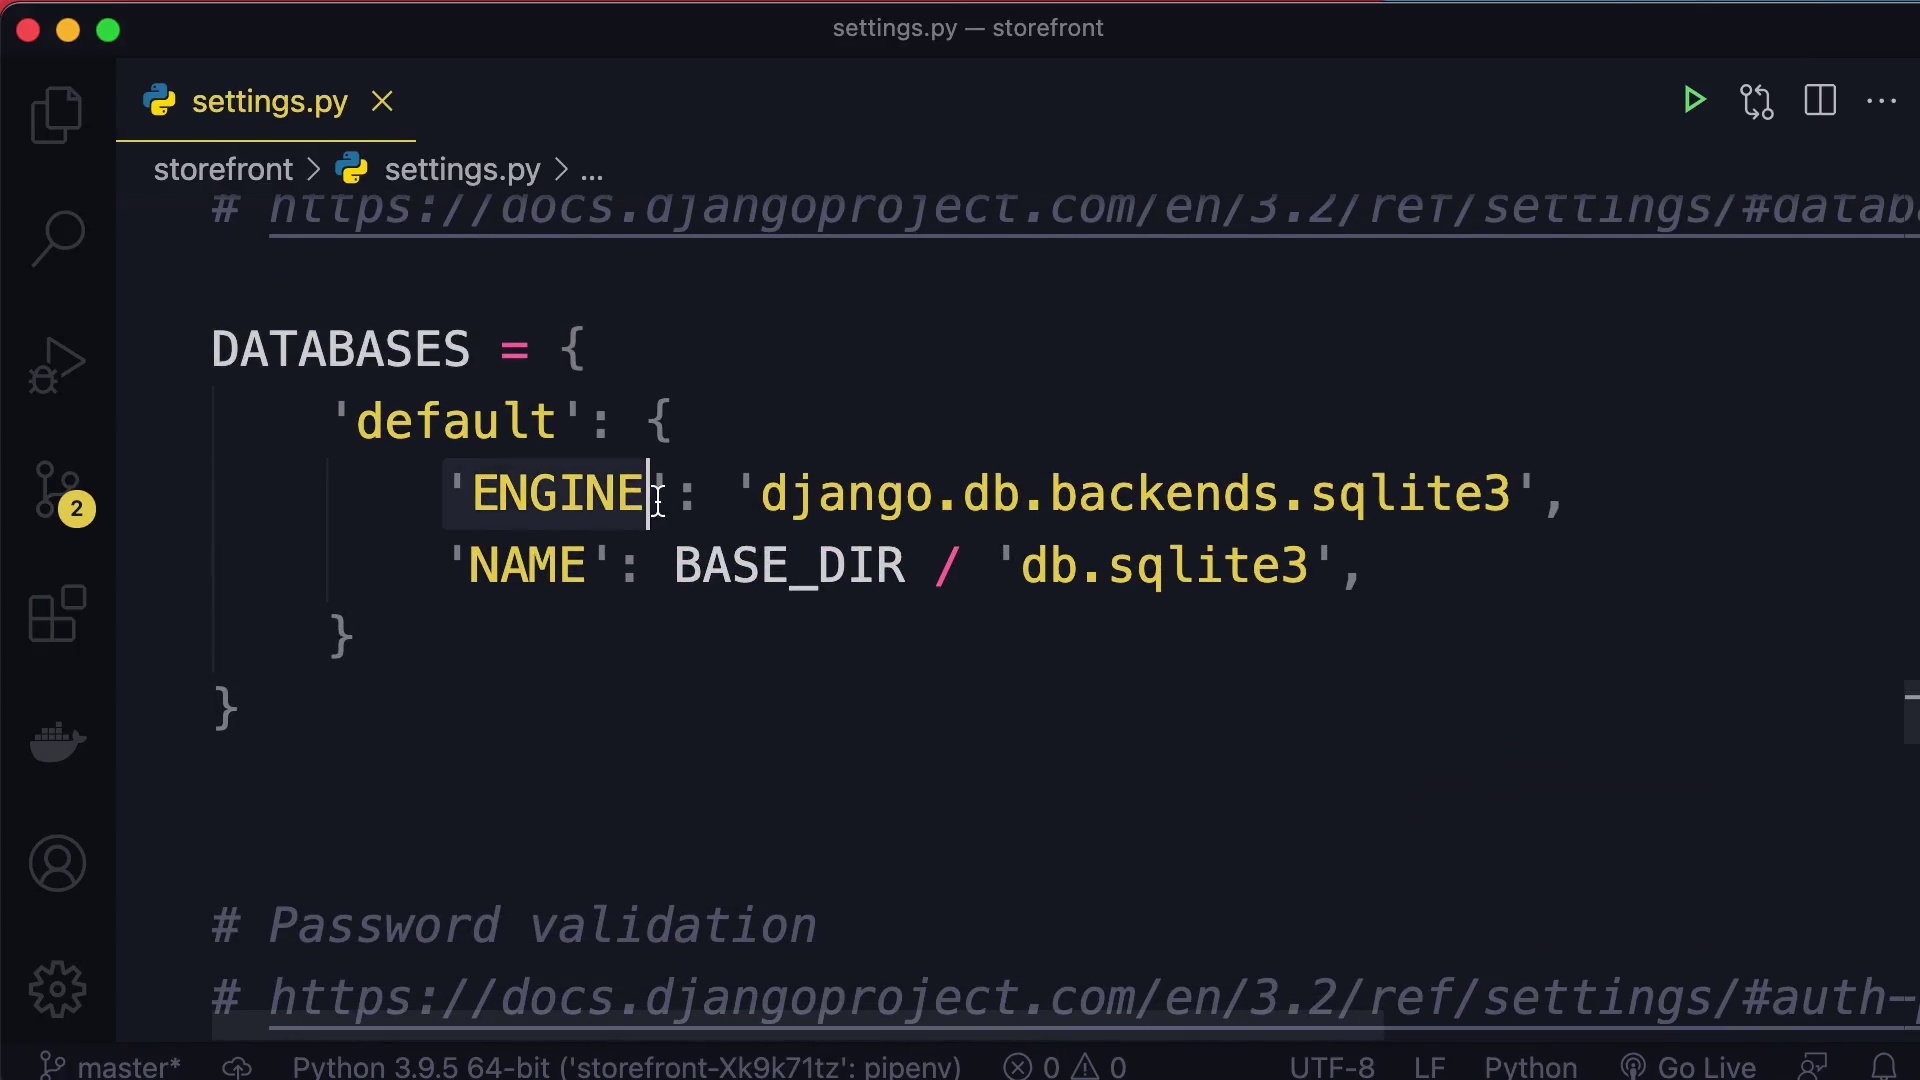 settings.py — storefront
settings.py
storefront > settings.py > ...
# https://docs.djangoproject.com/en/3.2/ref/settings/#databa
DATABASES = {
'default': {
'ENGINE': 'django.db.backends.sqlite3',
'NAME': BASE_DIR / 'db.sqlite3',
}
}
# Password validation
# https://docs.djangoproject.com/en/3.2/ref/settings/#auth-p
2
master* Python 3.9.5 64-bit ('storefront-Xk9k71tz': pipenv) 0 0 UTF-8 LF Python Go Live